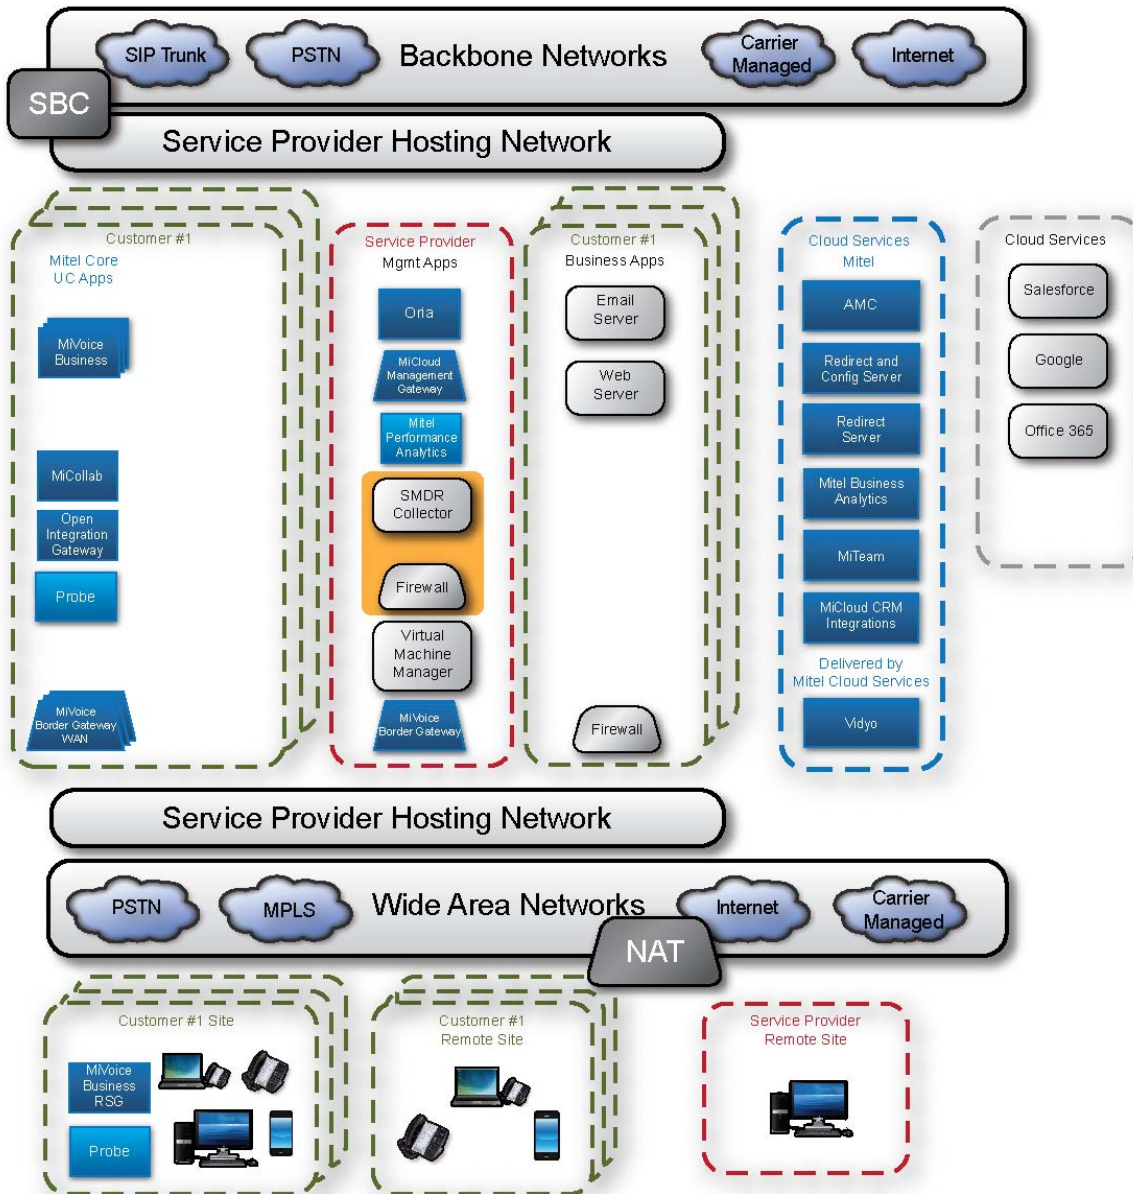 SIP Trunk
PSTN
Backbone Networks
Carrier
Managed
Internet
SBC
Service Provider Hosting Network
Customer #1
Mitel Core
UC Apps
MiVoice
Business
MiCollab
Open
Integration
Gateway
Probe
MiVoice
Border Gateway
WAN
Service Provider
Mgmt Apps
Oria
MiCloud
Management
Gateway
Mitel
Performance
Analytics
SMDR
Collector
Firewall
Virtual
Machine
Manager
MiVoice
Border Gateway
Customer #1
Business Apps
Email
Server
Web
Server
Firewall
Cloud Services
Mitel
AMC
Redirect and
Config Server
Redirect
Server
Mitel Business
Analytics
MiTeam
MiCloud CRM
Integrations
Delivered by
Mitel Cloud Services
Vidyo
Cloud Services
Salesforce
Google
Office 365
Service Provider Hosting Network
PSTN
MPLS
Wide Area Networks
Internet
Carrier
Managed
NAT
Customer #1 Site
MiVoice
Business
RSG
Probe
Customer #1
Remote Site
Service Provider
Remote Site